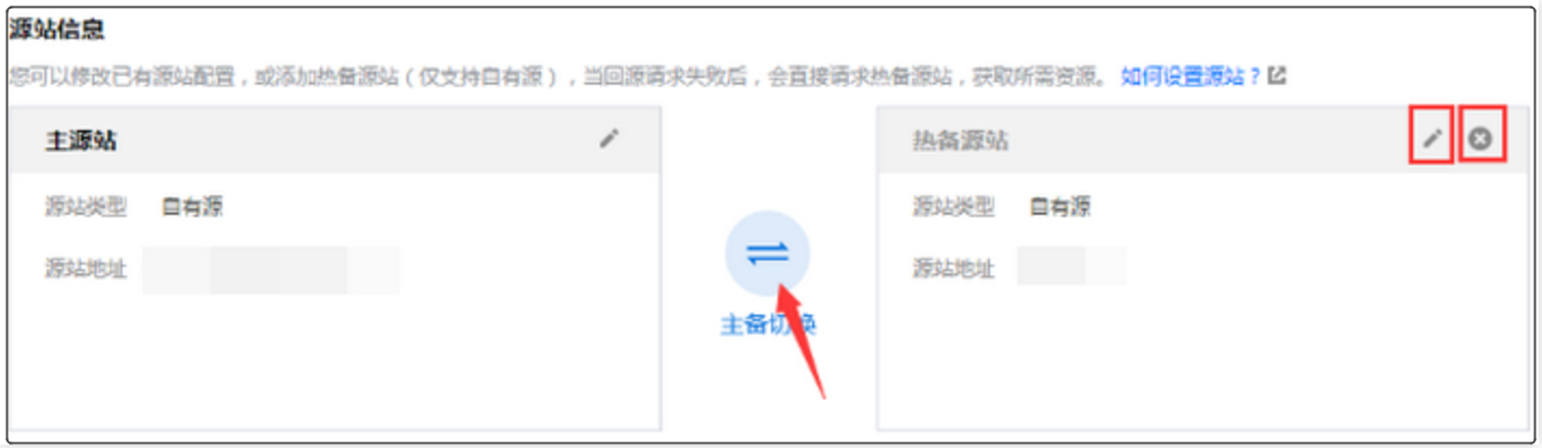 源站信息
您可以修改已有源站配置，或添加热备源站（仅支持自有源），当回源请求失败后，会直接请求热备源站，获取所需资源。 如何设置源站？
主源站
源站类型 自有源
源站地址
主备切换
热备源站
源站类型 自有源
源站地址